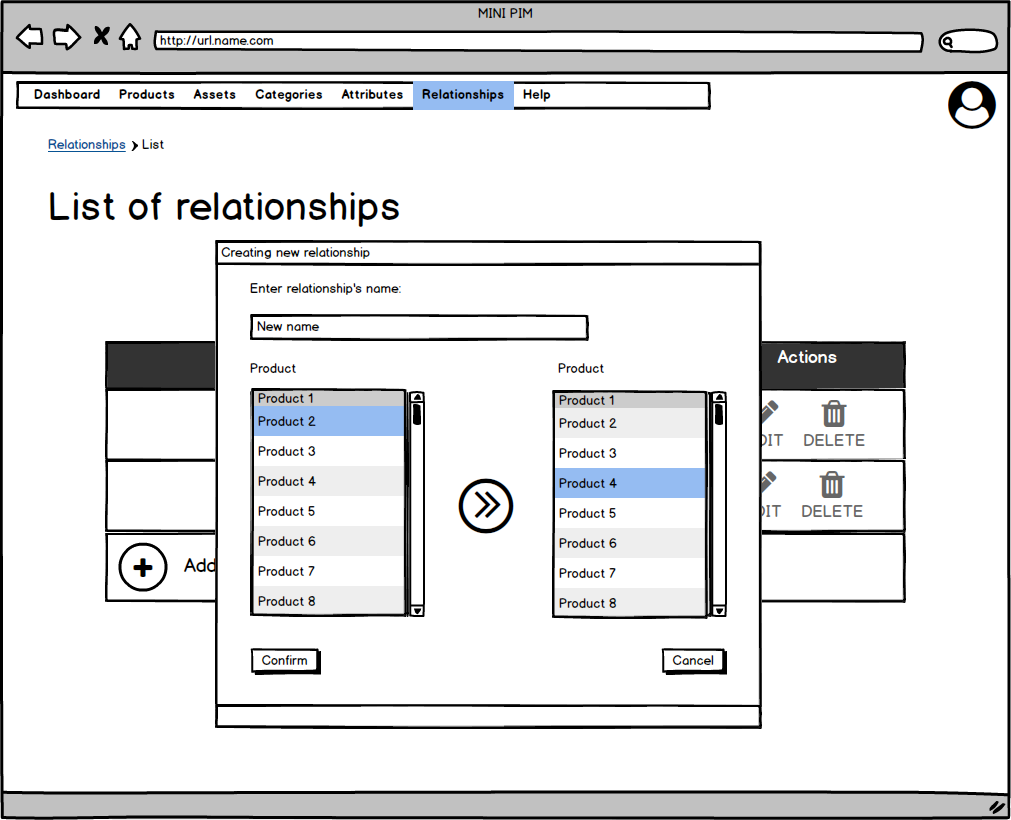 MINI PIM
http://url.name.com
Dashboard Products Assets Categories Attributes Relationships Help
Relationships List
List of relationships
Creating new relationship
Enter relationship's name:
New name
Product
Product 1
Product 2
Product 3
Product 4
Product 5
Product 6
Product 7
Product 8
Product
Product 1
Product 2
Product 3
Product 4
Product 5
Product 6
Product 7
Product 8
Confirm Cancel
Actions
DIT DELETE
DIT DELETE
Add